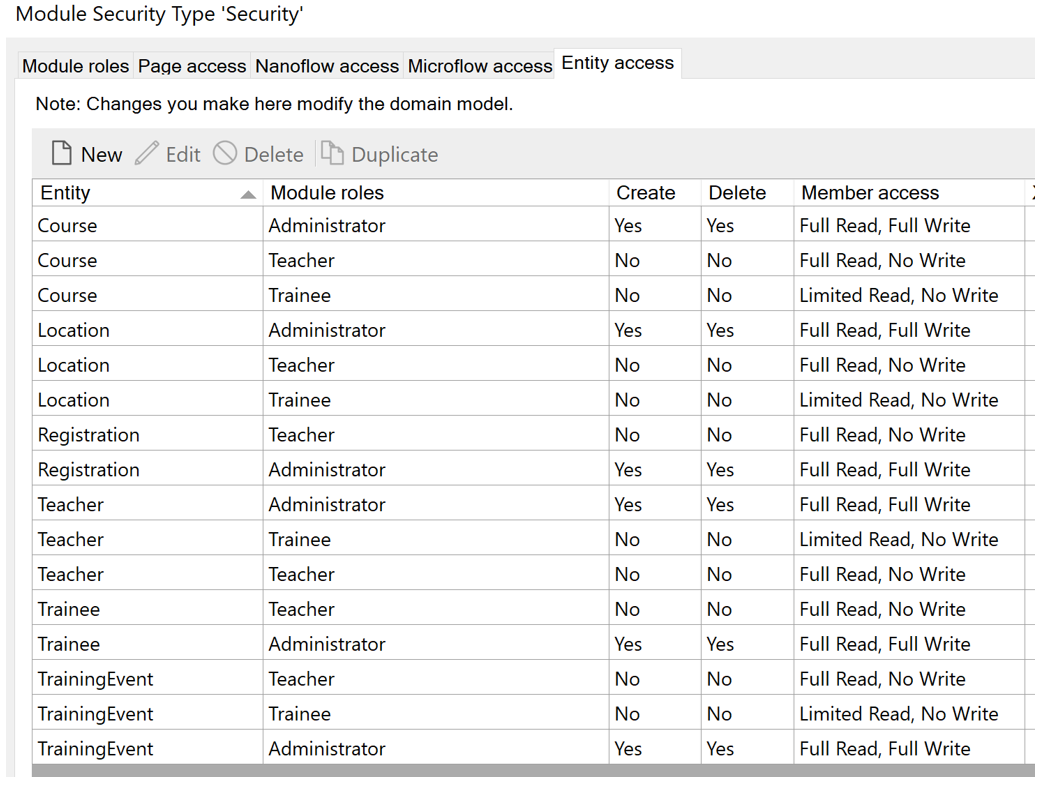 Module Security Type 'Security'
Module roles Page access Nanoflow access Microflow access Entity access
Note: Changes you make here modify the domain model.
New Edit Delete Duplicate
Entity Module roles Create Delete Member access
Course Administrator Yes Yes Full Read, Full Write
Course Teacher No No Full Read, No Write
Course Trainee No No Limited Read, No Write
Location Administrator Yes Yes Full Read, Full Write
Location Teacher No No Full Read, No Write
Location Trainee No No Limited Read, No Write
Registration Teacher No No Full Read, No Write
Registration Administrator Yes Yes Full Read, Full Write
Teacher Administrator Yes Yes Full Read, Full Write
Teacher Trainee No No Limited Read, No Write
Teacher Teacher No No Full Read, No Write
Trainee Teacher No No Full Read, No Write
Trainee Administrator Yes Yes Full Read, Full Write
TrainingEvent Teacher No No Full Read, No Write
TrainingEvent Trainee No No Limited Read, No Write
TrainingEvent Administrator Yes Yes Full Read, Full Write